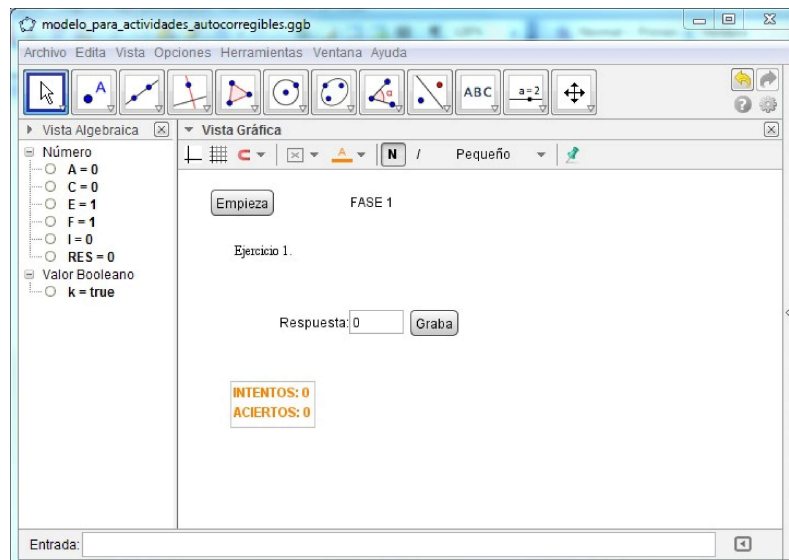 modelo_para_actividades_autocorregibles.ggb
Archivo Edita Vista Opciones Herramientas Ventana Ayuda
A
α
ABC
a=2
Vista Algebraica
Vista Gráfica
Número
A = 0
C = 0
E = 1
F = 1
I = 0
RES = 0
Valor Booleano
k = true
A
N
I
Pequeño
Empieza
FASE 1
Ejercicio 1.
Respuesta: 0
Graba
INTENTOS: 0
ACIERTOS: 0
Entrada: